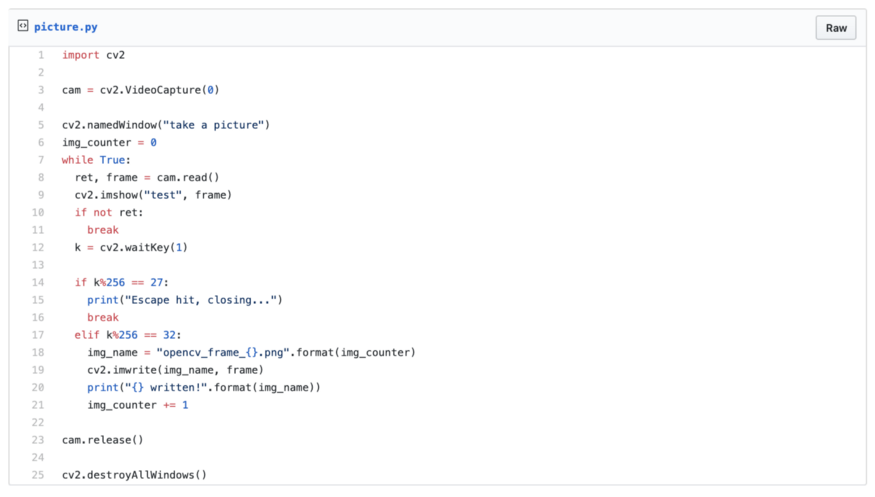 picture.py
Raw
1 import cv2
2
3 cam = cv2.VideoCapture(0)
4
5 cv2.namedWindow("take a picture")
6 img_counter = 0
7 while True:
8   ret, frame = cam.read()
9   cv2.imshow("test", frame)
10   if not ret:
11     break
12   k = cv2.waitKey(1)
13
14   if k%256 == 27:
15     print("Escape hit, closing...")
16     break
17   elif k%256 == 32:
18     img_name = "opencv_frame_{}.png".format(img_counter)
19     cv2.imwrite(img_name, frame)
20     print("{} written!".format(img_name))
21     img_counter += 1
22
23 cam.release()
24
25 cv2.destroyAllWindows()